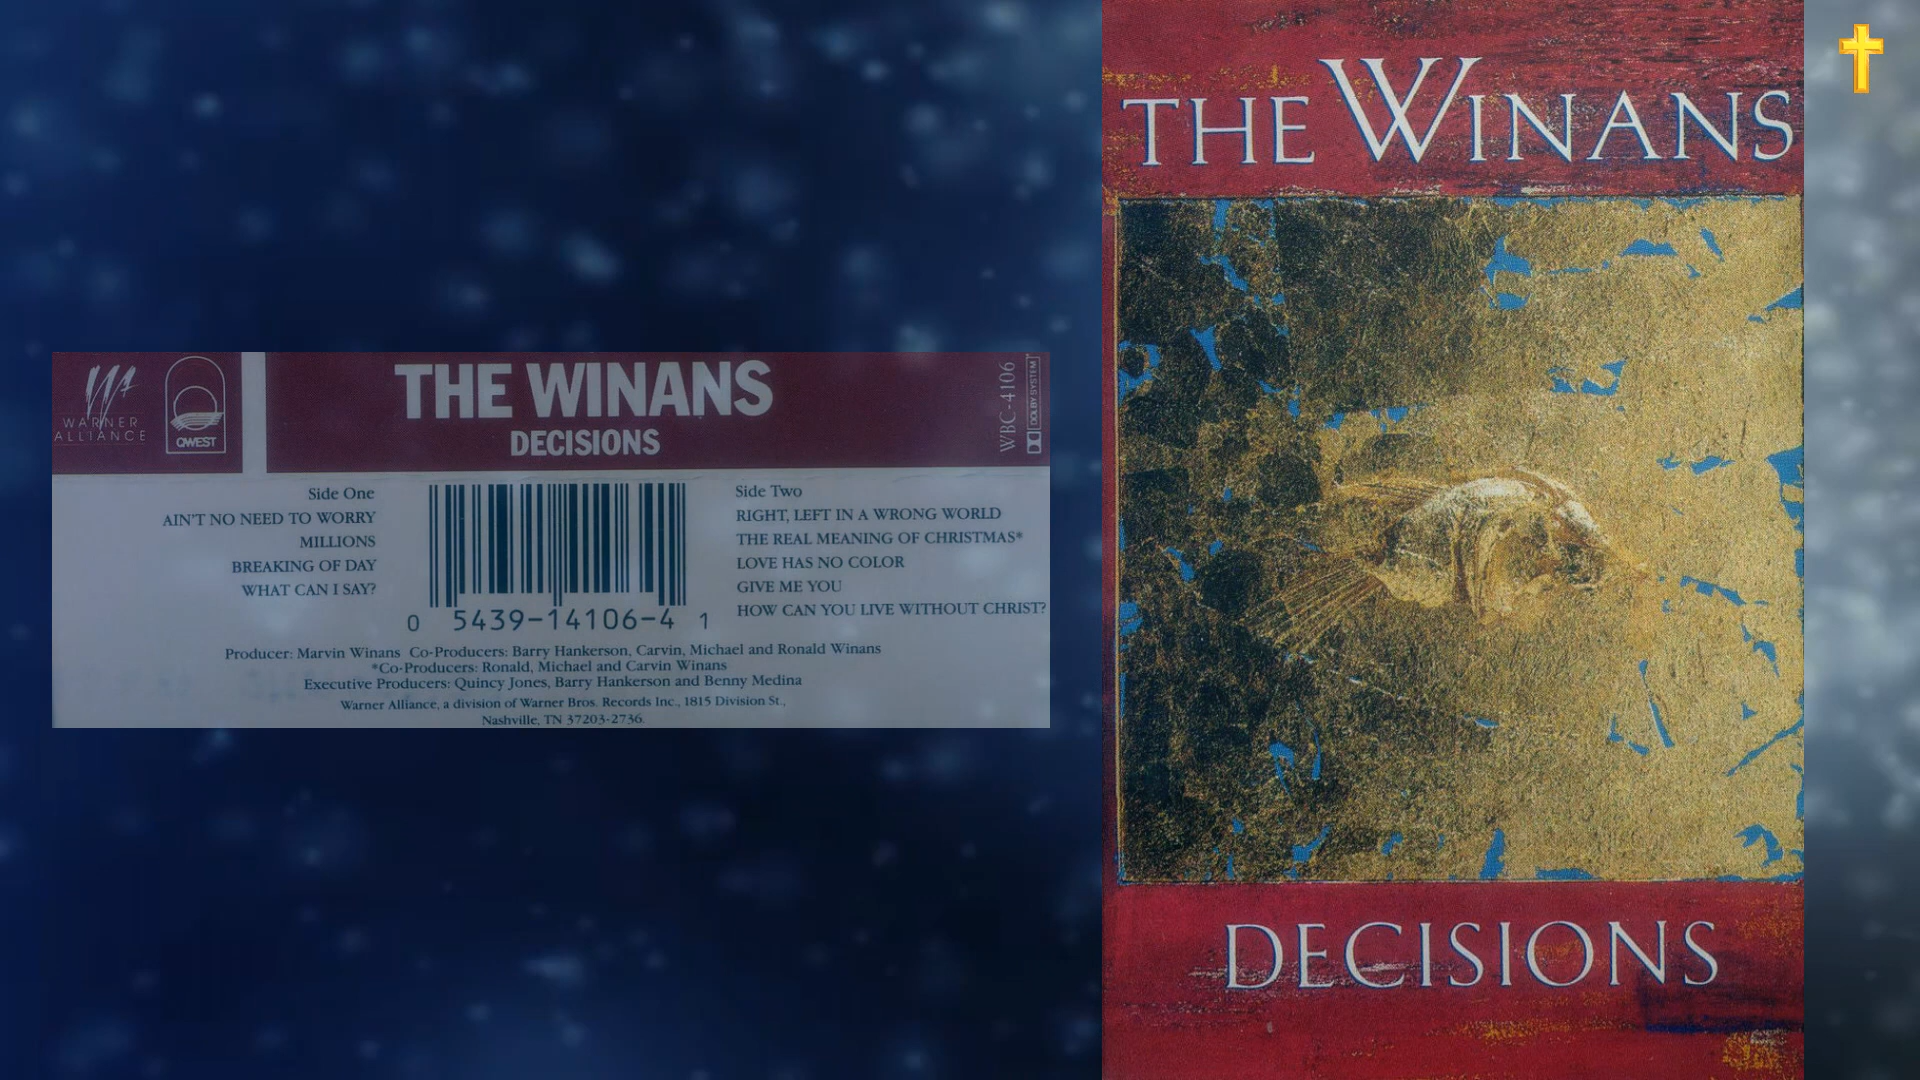 WARNER
ALLIANCE
QWEST
THE WINANS
DECISIONS
WBC-4106
DOLBY SYSTEM
Side One
AIN'T NO NEED TO WORRY
MILLIONS
BREAKING OF DAY
WHAT CAN I SAY?
0 5439-14106-4 1
Side Two
RIGHT, LEFT IN A WRONG WORLD
THE REAL MEANING OF CHRISTMAS*
LOVE HAS NO COLOR
GIVE ME YOU
HOW CAN YOU LIVE WITHOUT CHRIST?
Producer: Marvin Winans Co-Producers: Barry Hankerson, Carvin, Michael and Ronald Winans
*Co-Producers: Ronald, Michael and Carvin Winans
Executive Producers: Quincy Jones, Barry Hankerson and Benny Medina
Warner Alliance, a division of Warner Bros. Records Inc., 1815 Division St.,
Nashville, TN 37203-2736.
THE WINANS
DECISIONS